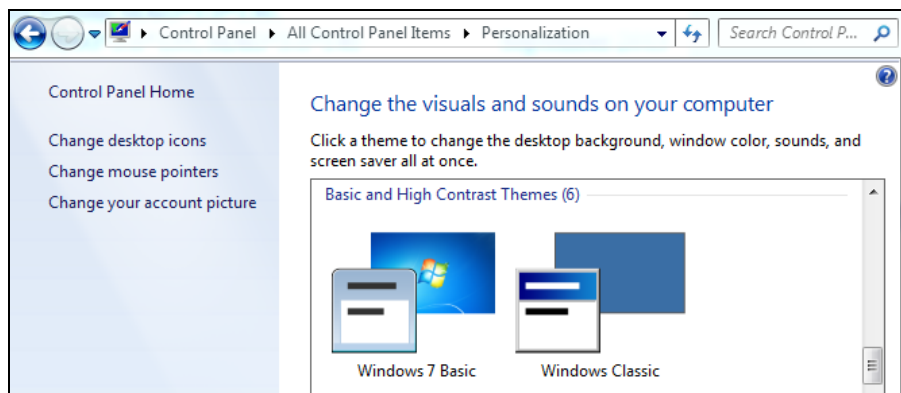 Control Panel ▸ All Control Panel Items ▸ Personalization
Search Control P...
Control Panel Home
Change desktop icons
Change mouse pointers
Change your account picture
Change the visuals and sounds on your computer
Click a theme to change the desktop background, window color, sounds, and
screen saver all at once.
Basic and High Contrast Themes (6)
Windows 7 Basic
Windows Classic